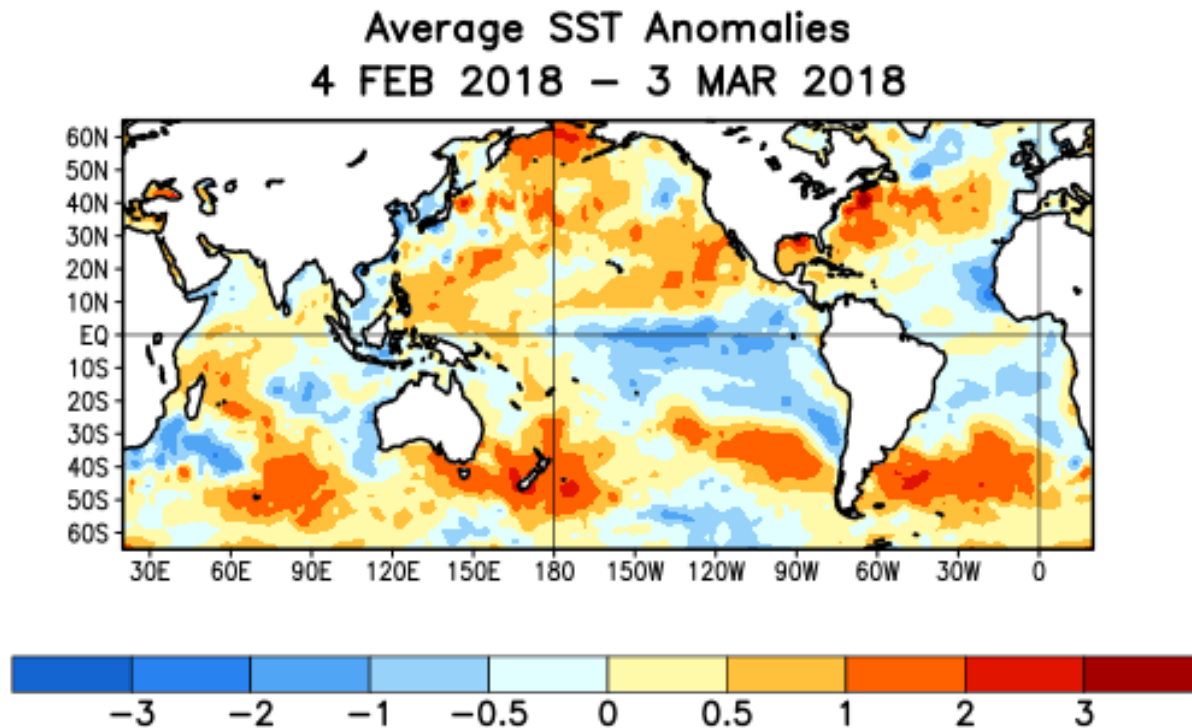 Average SST Anomalies
4 FEB 2018 – 3 MAR 2018
60N
50N
40N
30N
20N
10N
EQ
10S
20S
30S
40S
50S
60S
30E 60E 90E 120E 150E 180 150W 120W 90W 60W 30W 0
-3 -2 -1 -0.5 0 0.5 1 2 3